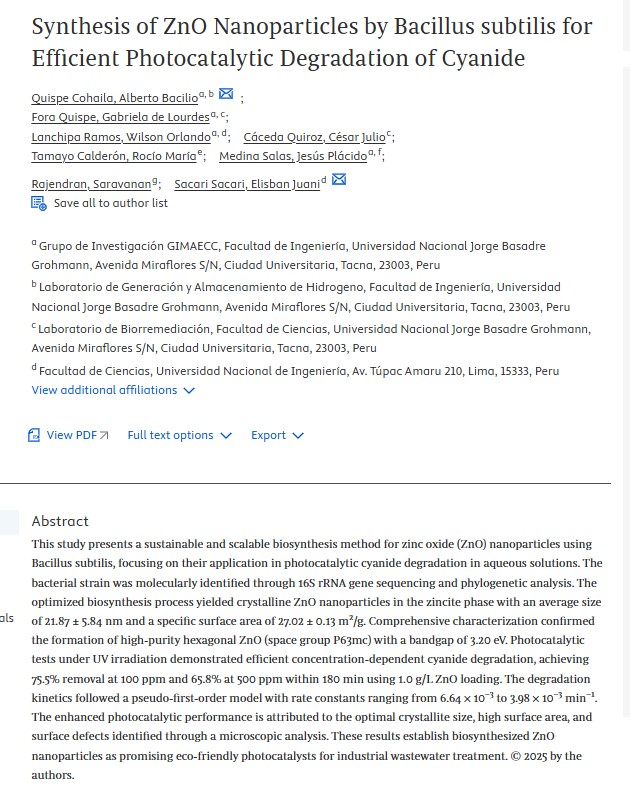 Synthesis of ZnO Nanoparticles by Bacillus subtilis for
Efficient Photocatalytic Degradation of Cyanide
Quispe Cohaila, Alberto Bacilioᵃ, ᵇ ;
Fora Quispe, Gabriela de Lourdesᵃ, ᶜ;
Lanchipa Ramos, Wilson Orlandoᵃ, ᵈ; Cáceda Quiroz, César Julioᶜ;
Tamayo Calderón, Rocío Maríaᵉ; Medina Salas, Jesús Plácidoᵃ, ᶠ;
Rajendran, Saravananᵍ; Sacari Sacari, Elisban Juaniᵈ
Save all to author list
ᵃ Grupo de Investigación GIMAECC, Facultad de Ingeniería, Universidad Nacional Jorge Basadre
Grohmann, Avenida Miraflores S/N, Ciudad Universitaria, Tacna, 23003, Peru
ᵇ Laboratorio de Generación y Almacenamiento de Hidrogeno, Facultad de Ingeniería, Universidad
Nacional Jorge Basadre Grohmann, Avenida Miraflores S/N, Ciudad Universitaria, Tacna, 23003, Peru
ᶜ Laboratorio de Biorremediación, Facultad de Ciencias, Universidad Nacional Jorge Basadre Grohmann,
Avenida Miraflores S/N, Ciudad Universitaria, Tacna, 23003, Peru
ᵈ Facultad de Ciencias, Universidad Nacional de Ingeniería, Av. Túpac Amaru 210, Lima, 15333, Peru
View additional affiliations
View PDF Full text options Export
Abstract
This study presents a sustainable and scalable biosynthesis method for zinc oxide (ZnO) nanoparticles using
Bacillus subtilis, focusing on their application in photocatalytic cyanide degradation in aqueous solutions. The
bacterial strain was molecularly identified through 16S rRNA gene sequencing and phylogenetic analysis. The
optimized biosynthesis process yielded crystalline ZnO nanoparticles in the zincite phase with an average size
als
of 21.87 ± 5.84 nm and a specific surface area of 27.02 ± 0.13 m²/g. Comprehensive characterization confirmed
the formation of high-purity hexagonal ZnO (space group P63mc) with a bandgap of 3.20 eV. Photocatalytic
tests under UV irradiation demonstrated efficient concentration-dependent cyanide degradation, achieving
75.5% removal at 100 ppm and 65.8% at 500 ppm within 180 min using 1.0 g/L ZnO loading. The degradation
kinetics followed a pseudo-first-order model with rate constants ranging from 6.64 × 10⁻³ to 3.98 × 10⁻³ min⁻¹.
The enhanced photocatalytic performance is attributed to the optimal crystallite size, high surface area, and
surface defects identified through a microscopic analysis. These results establish biosynthesized ZnO
nanoparticles as promising eco-friendly photocatalysts for industrial wastewater treatment. © 2025 by the
authors.